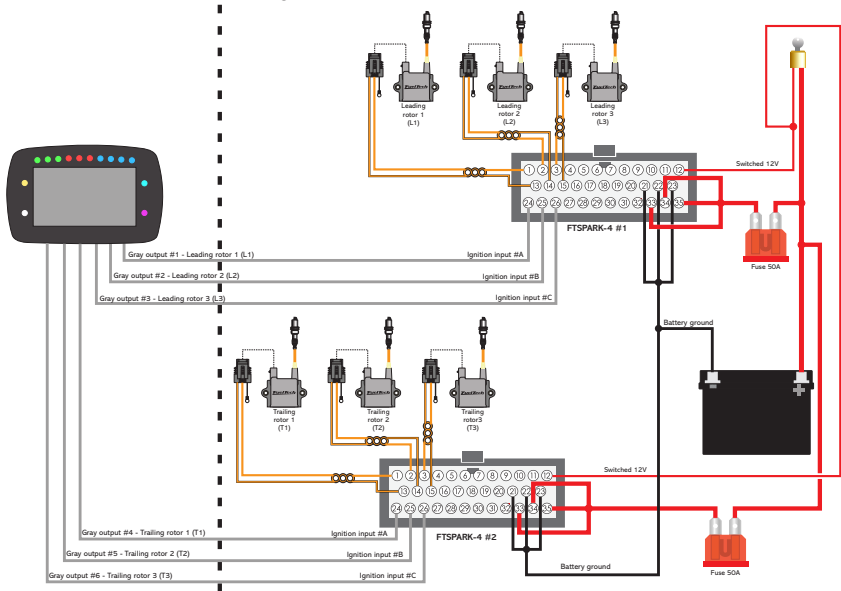 Leading
rotor 1
(L1)
Leading
rotor 2
(L2)
Leading
rotor 3
(L3)
FuelTech
FuelTech
FuelTech
Switched 12V
1 2 3 4 5 6 7 8 9 10 11 12
13 14 15 16 17 18 19 20 21 22 23
24 25 26 27 28 29 30 31 32 33 34 35
FTSPARK-4 #1
Fuse 50A
Gray output #1 - Leading rotor 1 (L1)
Ignition input #A
Gray output #2 - Leading rotor 2 (L2)
Ignition input #B
Gray output #3 - Leading rotor 3 (L3)
Ignition input #C
Battery ground
Trailing
rotor 1
(T1)
Trailing
rotor 2
(T2)
Trailing
rotor3
(T3)
FuelTech
FuelTech
FuelTech
Switched 12V
1 2 3 4 5 6 7 8 9 10 11 12
13 14 15 16 17 18 19 20 21 22 23
24 25 26 27 28 29 30 31 32 33 34 35
FTSPARK-4 #2
Gray output #4 - Trailing rotor 1 (T1)
Ignition input #A
Gray output #5 - Trailing rotor 2 (T2)
Ignition input #B
Gray output #6 - Trailing rotor 3 (T3)
Ignition input #C
Battery ground
Fuse 50A